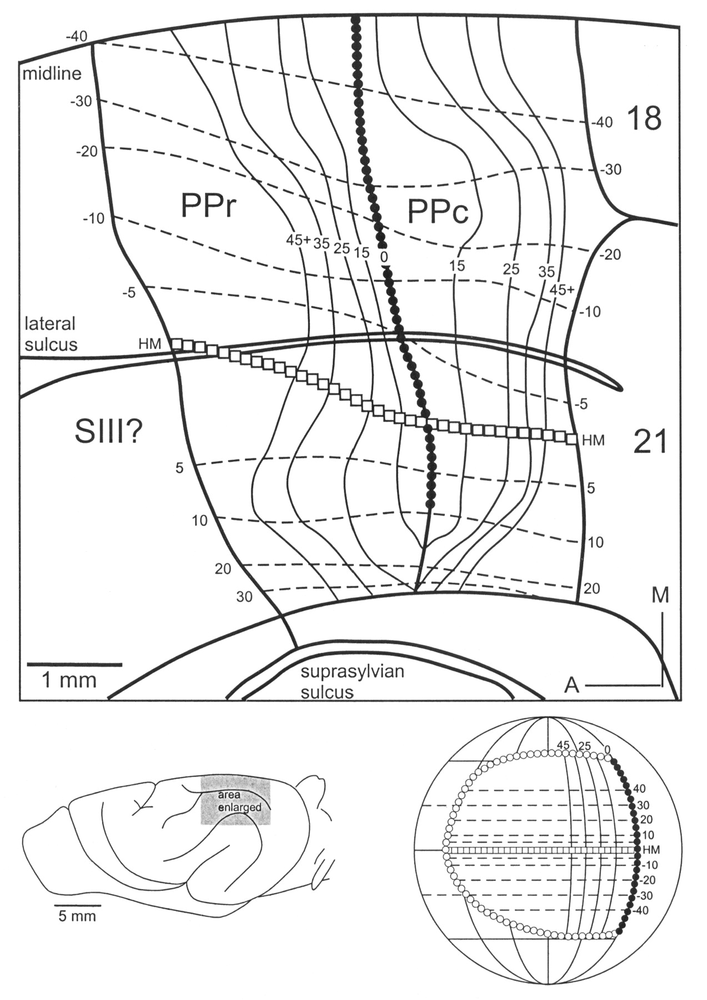 -40
midline
-30
18
-40
-20
-30
PPr
PPc
-10
45+ 35 25 15 0
15 25 35 45+
-20
-5
-10
lateral
sulcus
HM
-5
SIII?
HM
21
5
5
10
10
20
20
30
M
1 mm
suprasylvian
sulcus
A
area
enlarged
5 mm
45 25 0
40
30
20
10
HM
-10
-20
-30
-40